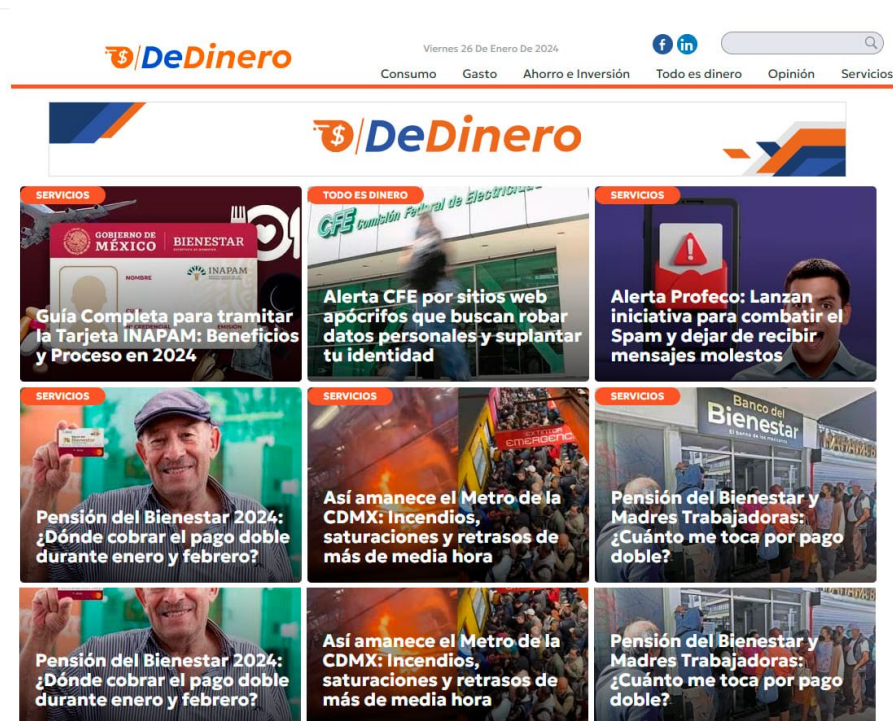 DeDinero
Viernes 26 De Enero De 2024
Consumo Gasto Ahorro e Inversión Todo es dinero Opinión Servicios
DeDinero
SERVICIOS
GOBIERNO DE
MÉXICO
BIENESTAR
INAPAM
NOMBRE
Guía Completa para tramitar
la Tarjeta INAPAM: Beneficios
y Proceso en 2024
TODO ES DINERO
CFE Comisión Federal de Electricidad
Alerta CFE por sitios web
apócrifos que buscan robar
datos personales y suplantar
tu identidad
SERVICIOS
Alerta Profeco: Lanzan
iniciativa para combatir el
Spam y dejar de recibir
mensajes molestos
SERVICIOS
Pensión del Bienestar 2024:
¿Dónde cobrar el pago doble
durante enero y febrero?
SERVICIOS
Así amanece el Metro de la
CDMX: Incendios,
saturaciones y retrasos de
más de media hora
SERVICIOS
Banco del
Bienestar
Pensión del Bienestar y
Madres Trabajadoras:
¿Cuánto me toca por pago
doble?
Pensión del Bienestar 2024:
¿Dónde cobrar el pago doble
durante enero y febrero?
Así amanece el Metro de la
CDMX: Incendios,
saturaciones y retrasos de
más de media hora
Pensión del Bienestar y
Madres Trabajadoras:
¿Cuánto me toca por pago
doble?